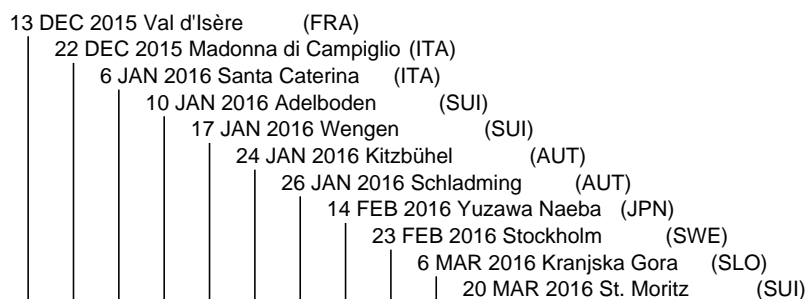 13 DEC 2015 Val d'Isère (FRA)
22 DEC 2015 Madonna di Campiglio (ITA)
6 JAN 2016 Santa Caterina (ITA)
10 JAN 2016 Adelboden (SUI)
17 JAN 2016 Wengen (SUI)
24 JAN 2016 Kitzbühel (AUT)
26 JAN 2016 Schladming (AUT)
14 FEB 2016 Yuzawa Naeba (JPN)
23 FEB 2016 Stockholm (SWE)
6 MAR 2016 Kranjska Gora (SLO)
20 MAR 2016 St. Moritz (SUI)